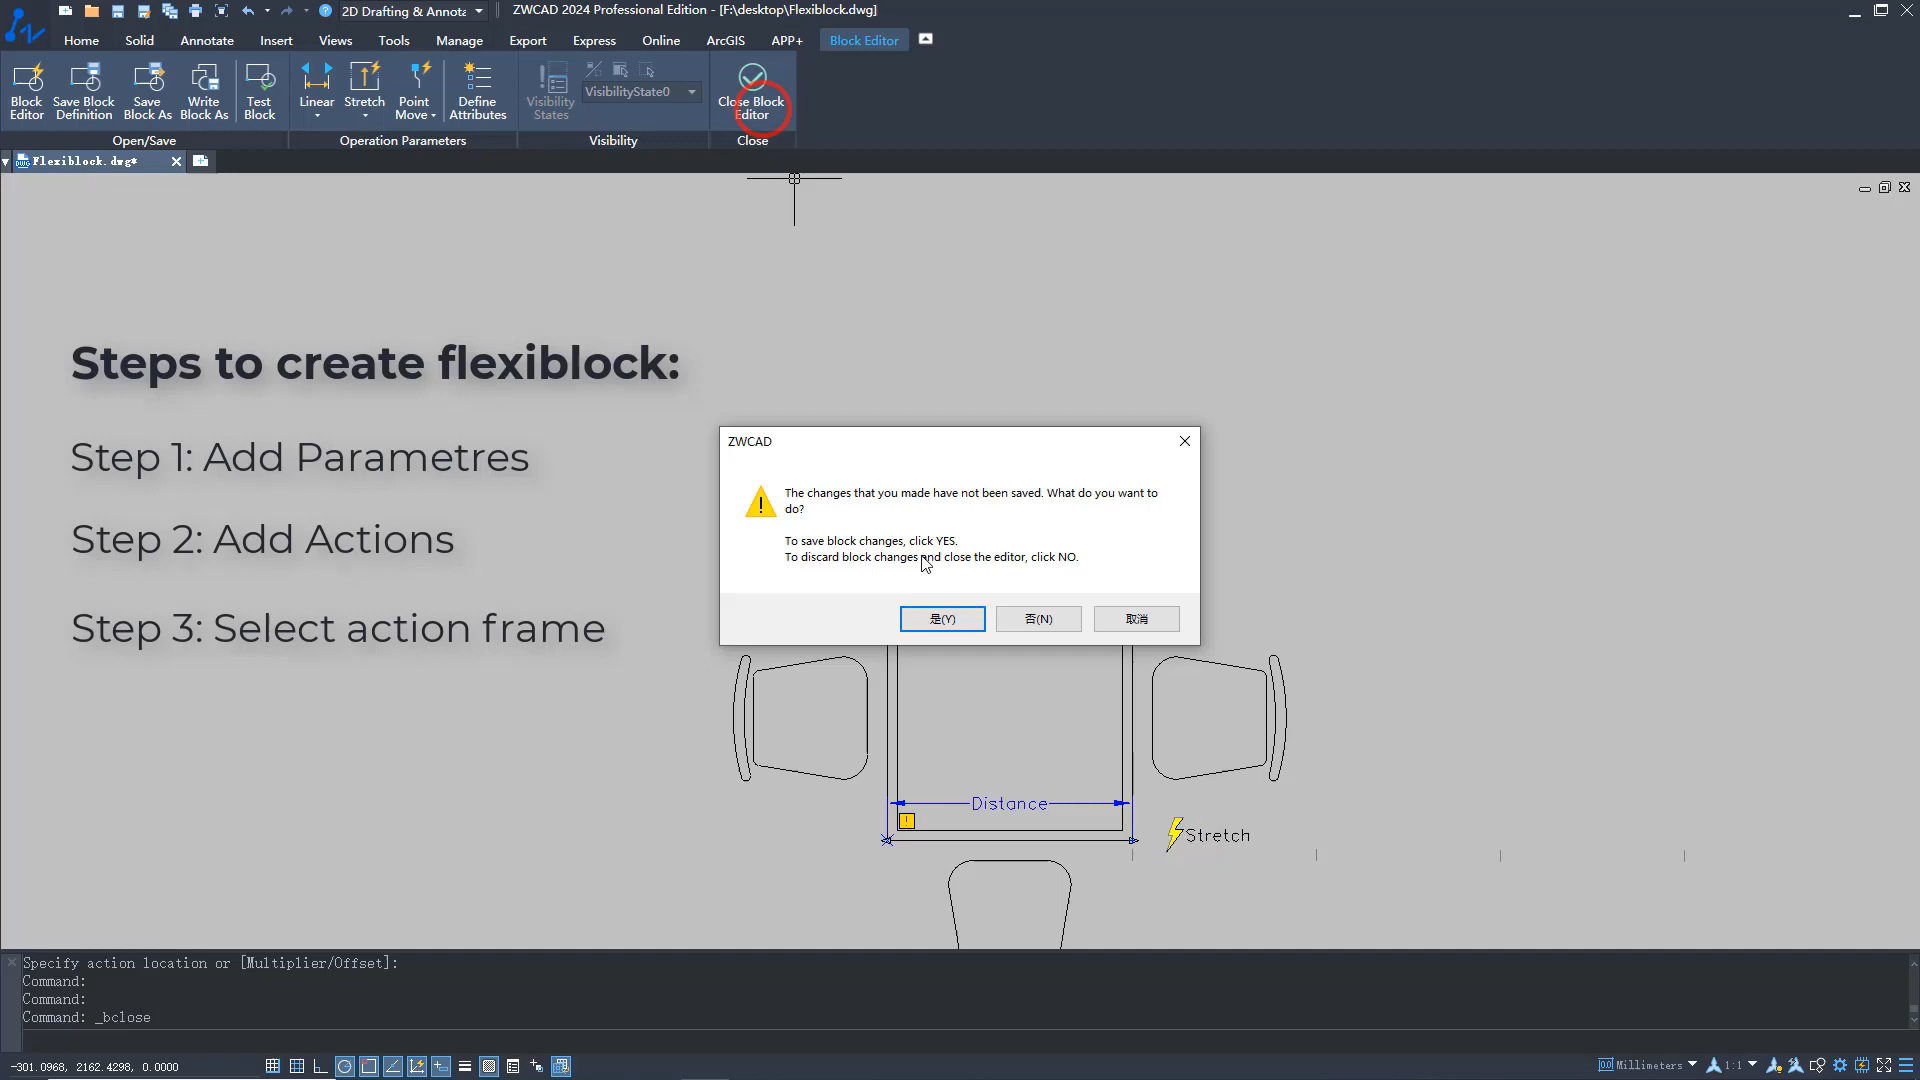 2D Drafting & Annota
ZWCAD 2024 Professional Edition - [F:\desktop\Flexiblock.dwg]
Home Solid Annotate Insert Views Tools Manage Export Express Online ArcGIS APP+ Block Editor
Block Editor
Save Block Definition
Save Block As
Write Block As
Test Block
Linear
Stretch
Point Move
Define Attributes
Visibility States
VisibilityState0
Close Block Editor
Open/Save
Operation Parameters
Visibility
Close
Flexiblock.dwg*
Steps to create flexiblock:
Step 1: Add Parametres
Step 2: Add Actions
Step 3: Select action frame
ZWCAD
The changes that you made have not been saved. What do you want to
do?
To save block changes, click YES.
To discard block changes and close the editor, click NO.
是(Y) 否(N) 取消
Distance
!
Stretch
Specify action location or [Multiplier/Offset]:
Command:
Command:
Command: _bclose
-301.0968, 2162.4298, 0.0000
Millimeters
1:1